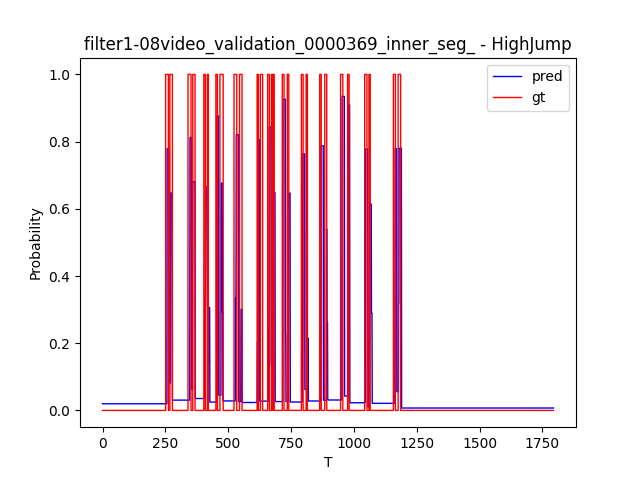 filter1-08video_validation_0000369_inner_seg_ - HighJump
pred
gt
1.0
0.8
0.6
0.4
0.2
0.0
Probability
0 250 500 750 1000 1250 1500 1750
T